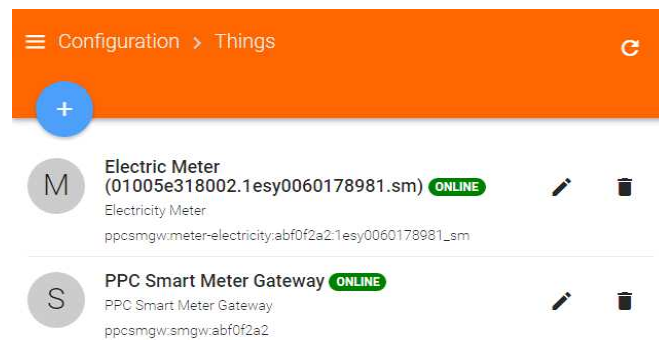 Configuration > Things
+
M
Electric Meter
(01005e318002.1esy0060178981.sm) ONLINE
Electricity Meter
ppcsmgw:meter-electricity:abf0f2a2:1esy0060178981_sm
S
PPC Smart Meter Gateway ONLINE
PPC Smart Meter Gateway
ppcsmgw:smgw:abf0f2a2